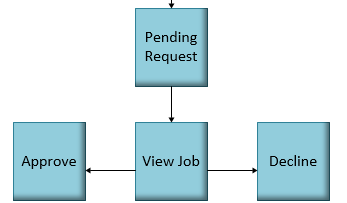 Pending
Request
Approve
View Job
Decline